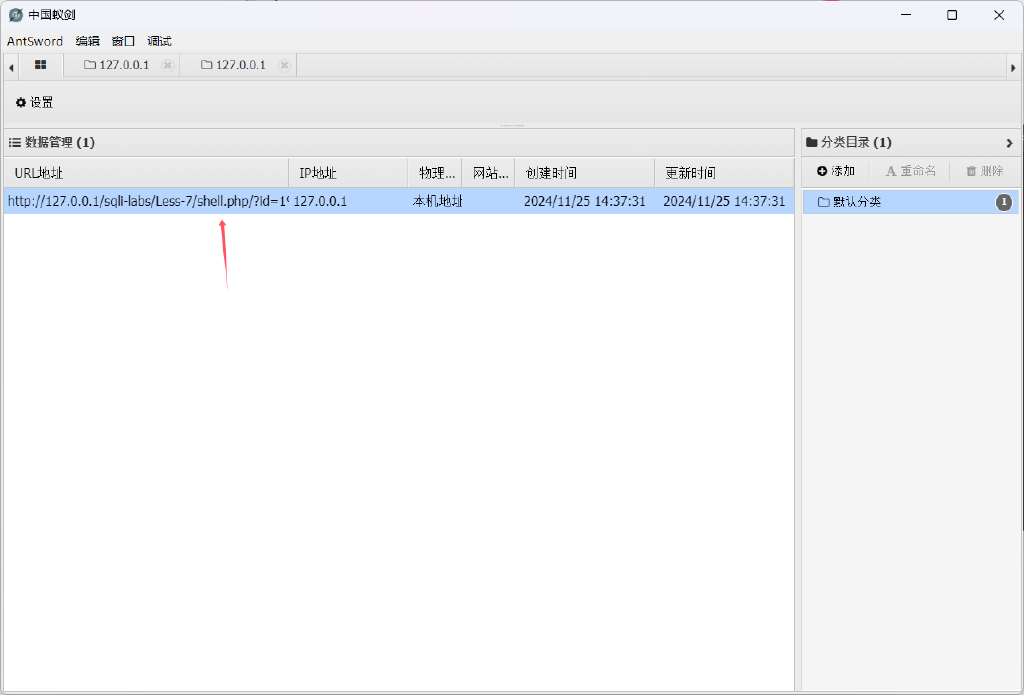 中国蚁剑
AntSword 编辑 窗口 调试
127.0.0.1 127.0.0.1
设置
数据管理 (1)
分类目录 (1)
URL地址 IP地址 物理... 网站... 创建时间 更新时间
添加 重命名 删除
http://127.0.0.1/sqli-labs/Less-7/shell.php/?id=1 127.0.0.1 本机地址 2024/11/25 14:37:31 2024/11/25 14:37:31
默认分类 1